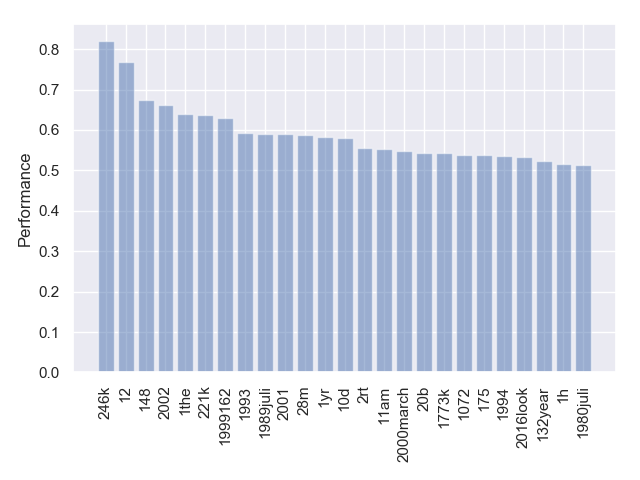 0.8
0.7
0.6
0.5
0.4
0.3
0.2
0.1
0.0
Performance
246k
12
148
2002
1the
221k
1999162
1993
1989juli
2001
28m
1yr
10d
2rt
11am
2000march
20b
1773k
1072
175
1994
2016look
132year
1h
1980juli